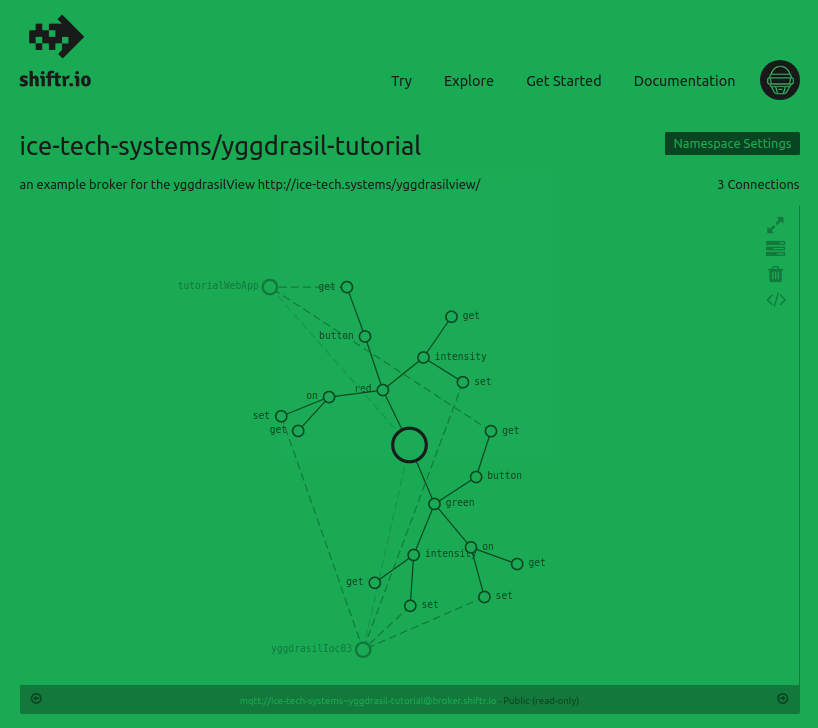 shiftr.io
Try Explore Get Started Documentation
ice-tech-systems/yggdrasil-tutorial
Namespace Settings
an example broker for the yggdrasilView http://ice-tech.systems/yggdrasilview/
3 Connections
tutorialWebApp
get
get
button
intensity
set
red
on
set
get
get
button
green
on
intensity
get
get
set
set
yggdrasilIoc03
mqtt://ice-tech-systems~yggdrasil-tutorial@broker.shiftr.io - Public (read-only)